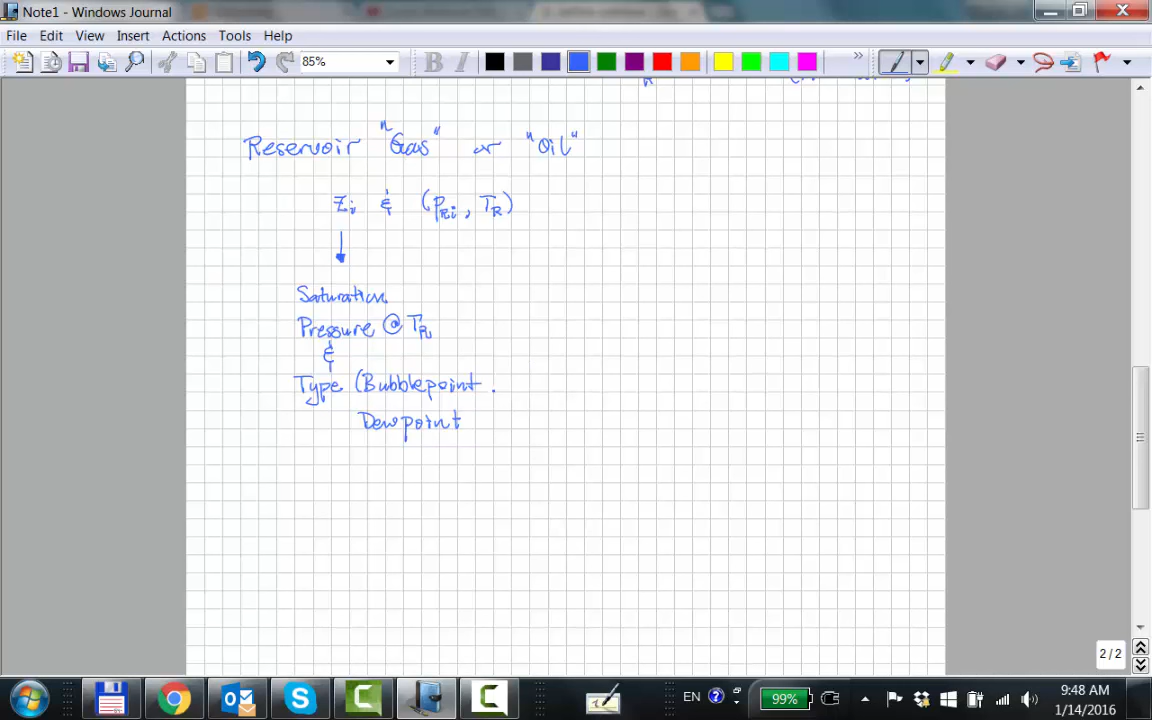 Note1 - Windows Journal
File Edit View Insert Actions Tools Help
85%
B I
Reservoir "Gas" or "Oil"
Zi & (PRi, TR)
Saturation
Pressure @ TR
&
Type (Bubblepoint .
Dewpoint
2 / 2
EN 99% 9:48 AM
1/14/2016